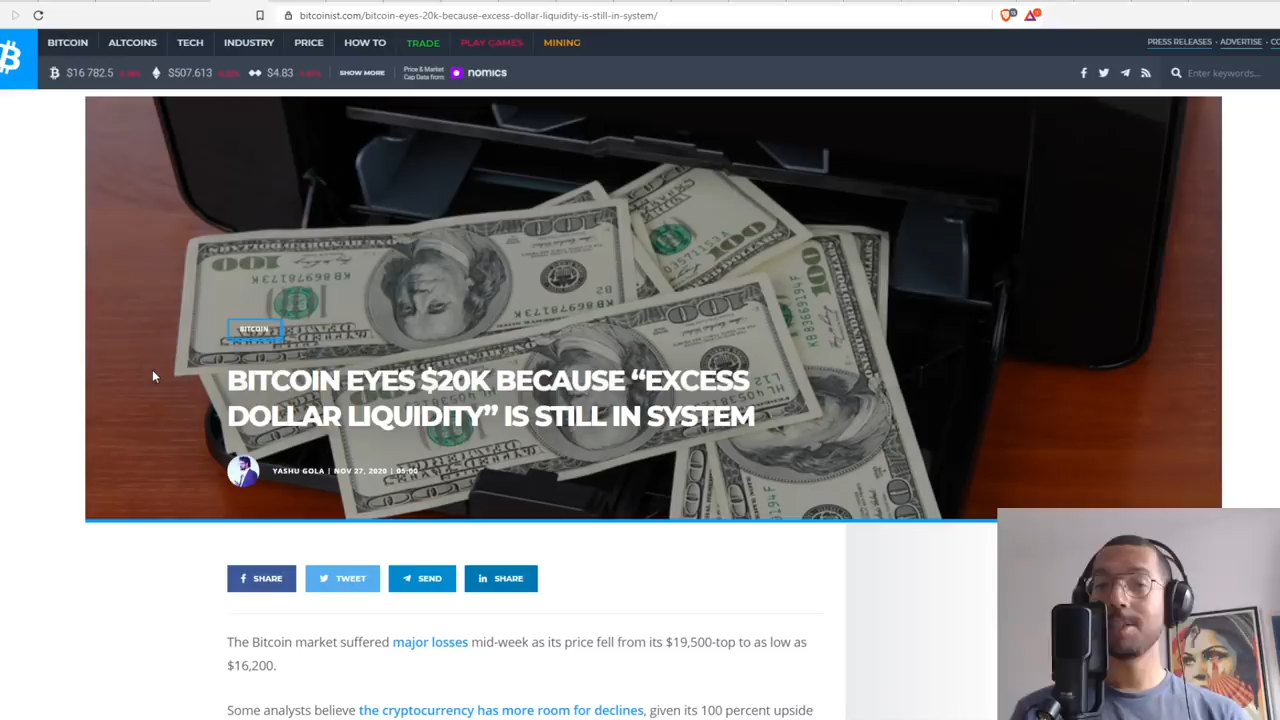 bitcoinist.com/bitcoin-eyes-20k-because-excess-dollar-liquidity-is-still-in-system/
BITCOIN ALTCOINS TECH INDUSTRY PRICE HOW TO TRADE PLAY GAMES MINING
PRESS RELEASES • ADVERTISE •
$16 782.5 $507.613 $4.83 SHOW MORE Price & Market Cap Data from: nomics
Enter keywords...
BITCOIN
BITCOIN EYES $20K BECAUSE “EXCESS
DOLLAR LIQUIDITY” IS STILL IN SYSTEM
YASHU GOLA | NOV 27, 2020 | 05:00
SHARE TWEET SEND SHARE
The Bitcoin market suffered major losses mid-week as its price fell from its $19,500-top to as low as
$16,200.
Some analysts believe the cryptocurrency has more room for declines, given its 100 percent upside